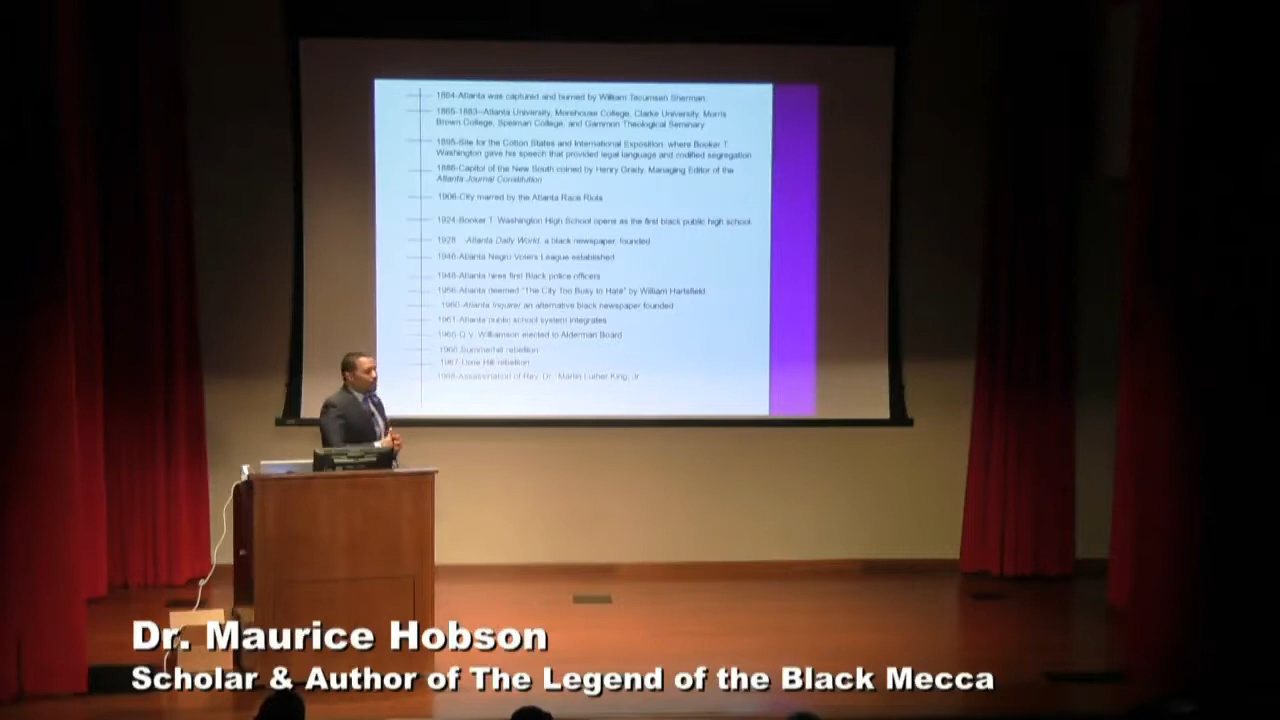 1864-Atlanta was captured and burned by William Tecumseh Sherman.
1865-1883--Atlanta University, Morehouse College, Clarke University, Morris
Brown College, Spelman College, and Gammon Theological Seminary
1895-Site for the Cotton States and International Exposition, where Booker T.
Washington gave his speech that provided legal language and codified segregation
1886-Capitol of the New South coined by Henry Grady, Managing Editor of the
Atlanta Journal Constitution
1906-City marred by the Atlanta Race Riots
1924-Booker T. Washington High School opens as the first black public high school.
1928 -Atlanta Daily World, a black newspaper, founded
1946-Atlanta Negro Voters League established
1948-Atlanta hires first Black police officers
1956-Atlanta deemed "The City Too Busy to Hate" by William Hartsfield
1960-Atlanta Inquirer an alternative black newspaper founded
1961-Atlanta public school system integrates
1965-Q.V. Williamson elected to Alderman Board
1966-Summerhill rebellion
1967-Dixie Hill rebellion
1968-Assassination of Rev. Dr. Martin Luther King, Jr.
Dr. Maurice Hobson
Scholar & Author of The Legend of the Black Mecca